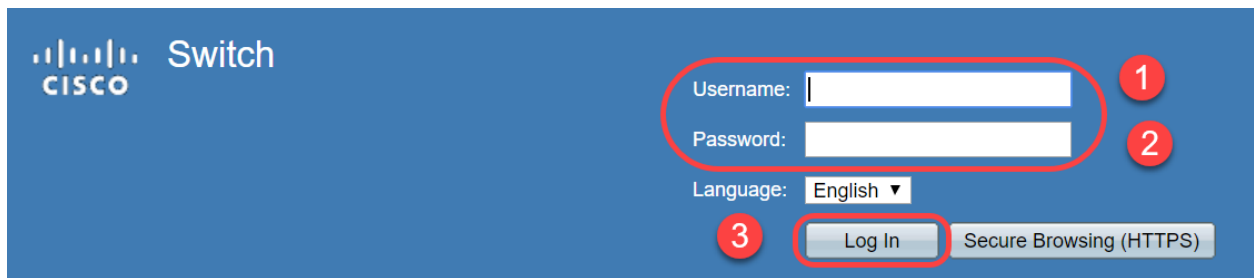 Switch
CISCO
Username:
1
Password:
2
Language: English ▼
3
Log In Secure Browsing (HTTPS)